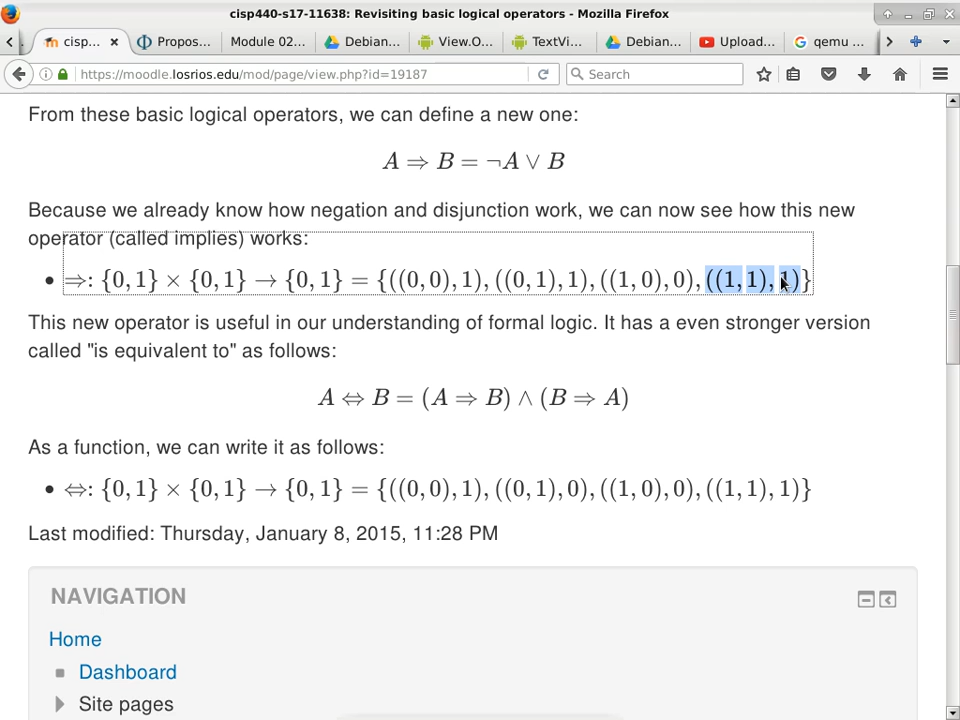 cisp440-s17-11638: Revisiting basic logical operators - Mozilla Firefox
cisp... Propos... Module 02... Debian... View.O... TextVi... Debian... Upload... qemu ...
https://moodle.losrios.edu/mod/page/view.php?id=19187 Search
From these basic logical operators, we can define a new one:
A ⇒ B = ¬A ∨ B
Because we already know how negation and disjunction work, we can now see how this new
operator (called implies) works:
• ⇒: {0, 1} × {0, 1} → {0, 1} = {((0, 0), 1), ((0, 1), 1), ((1, 0), 0), ((1, 1), 1)}
This new operator is useful in our understanding of formal logic. It has a even stronger version
called "is equivalent to" as follows:
A ⇔ B = (A ⇒ B) ∧ (B ⇒ A)
As a function, we can write it as follows:
• ⇔: {0, 1} × {0, 1} → {0, 1} = {((0, 0), 1), ((0, 1), 0), ((1, 0), 0), ((1, 1), 1)}
Last modified: Thursday, January 8, 2015, 11:28 PM
NAVIGATION
Home
Dashboard
Site pages